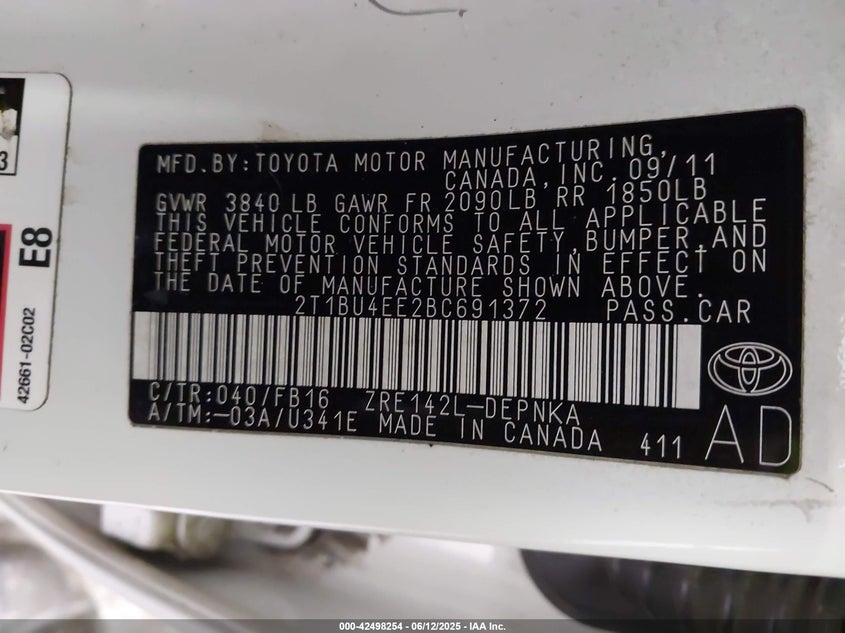 3
E8
42661-02C02
MFD.BY:TOYOTA MOTOR MANUFACTURING,
CANADA,INC.09/11
GVWR 3840LB GAWR FR 2090LB RR 1850LB
THIS VEHICLE CONFORMS TO ALL APPLICABLE
FEDERAL MOTOR VEHICLE SAFETY,BUMPER,AND
THEFT PREVENTION STANDARDS IN EFFECT ON
THE DATE OF MANUFACTURE SHOWN ABOVE.
2T1BU4EE2BC691372 PASS.CAR
C/TR:040/FB16 ZRE142L-DEPNKA
A/TM:-03A/U341E MADE IN CANADA 411 AD
000-42498254 - 06/12/2025 - IAA Inc.